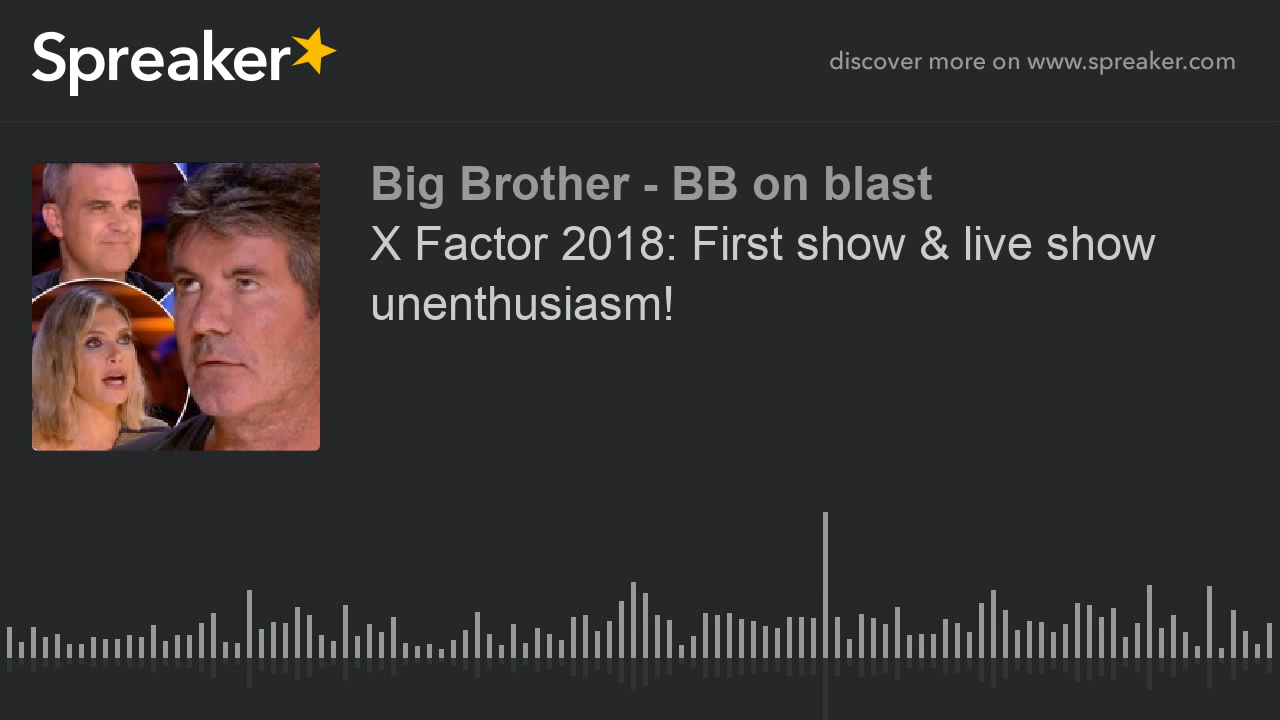 Spreaker
discover more on www.spreaker.com
Big Brother - BB on blast
X Factor 2018: First show & live show
unenthusiasm!